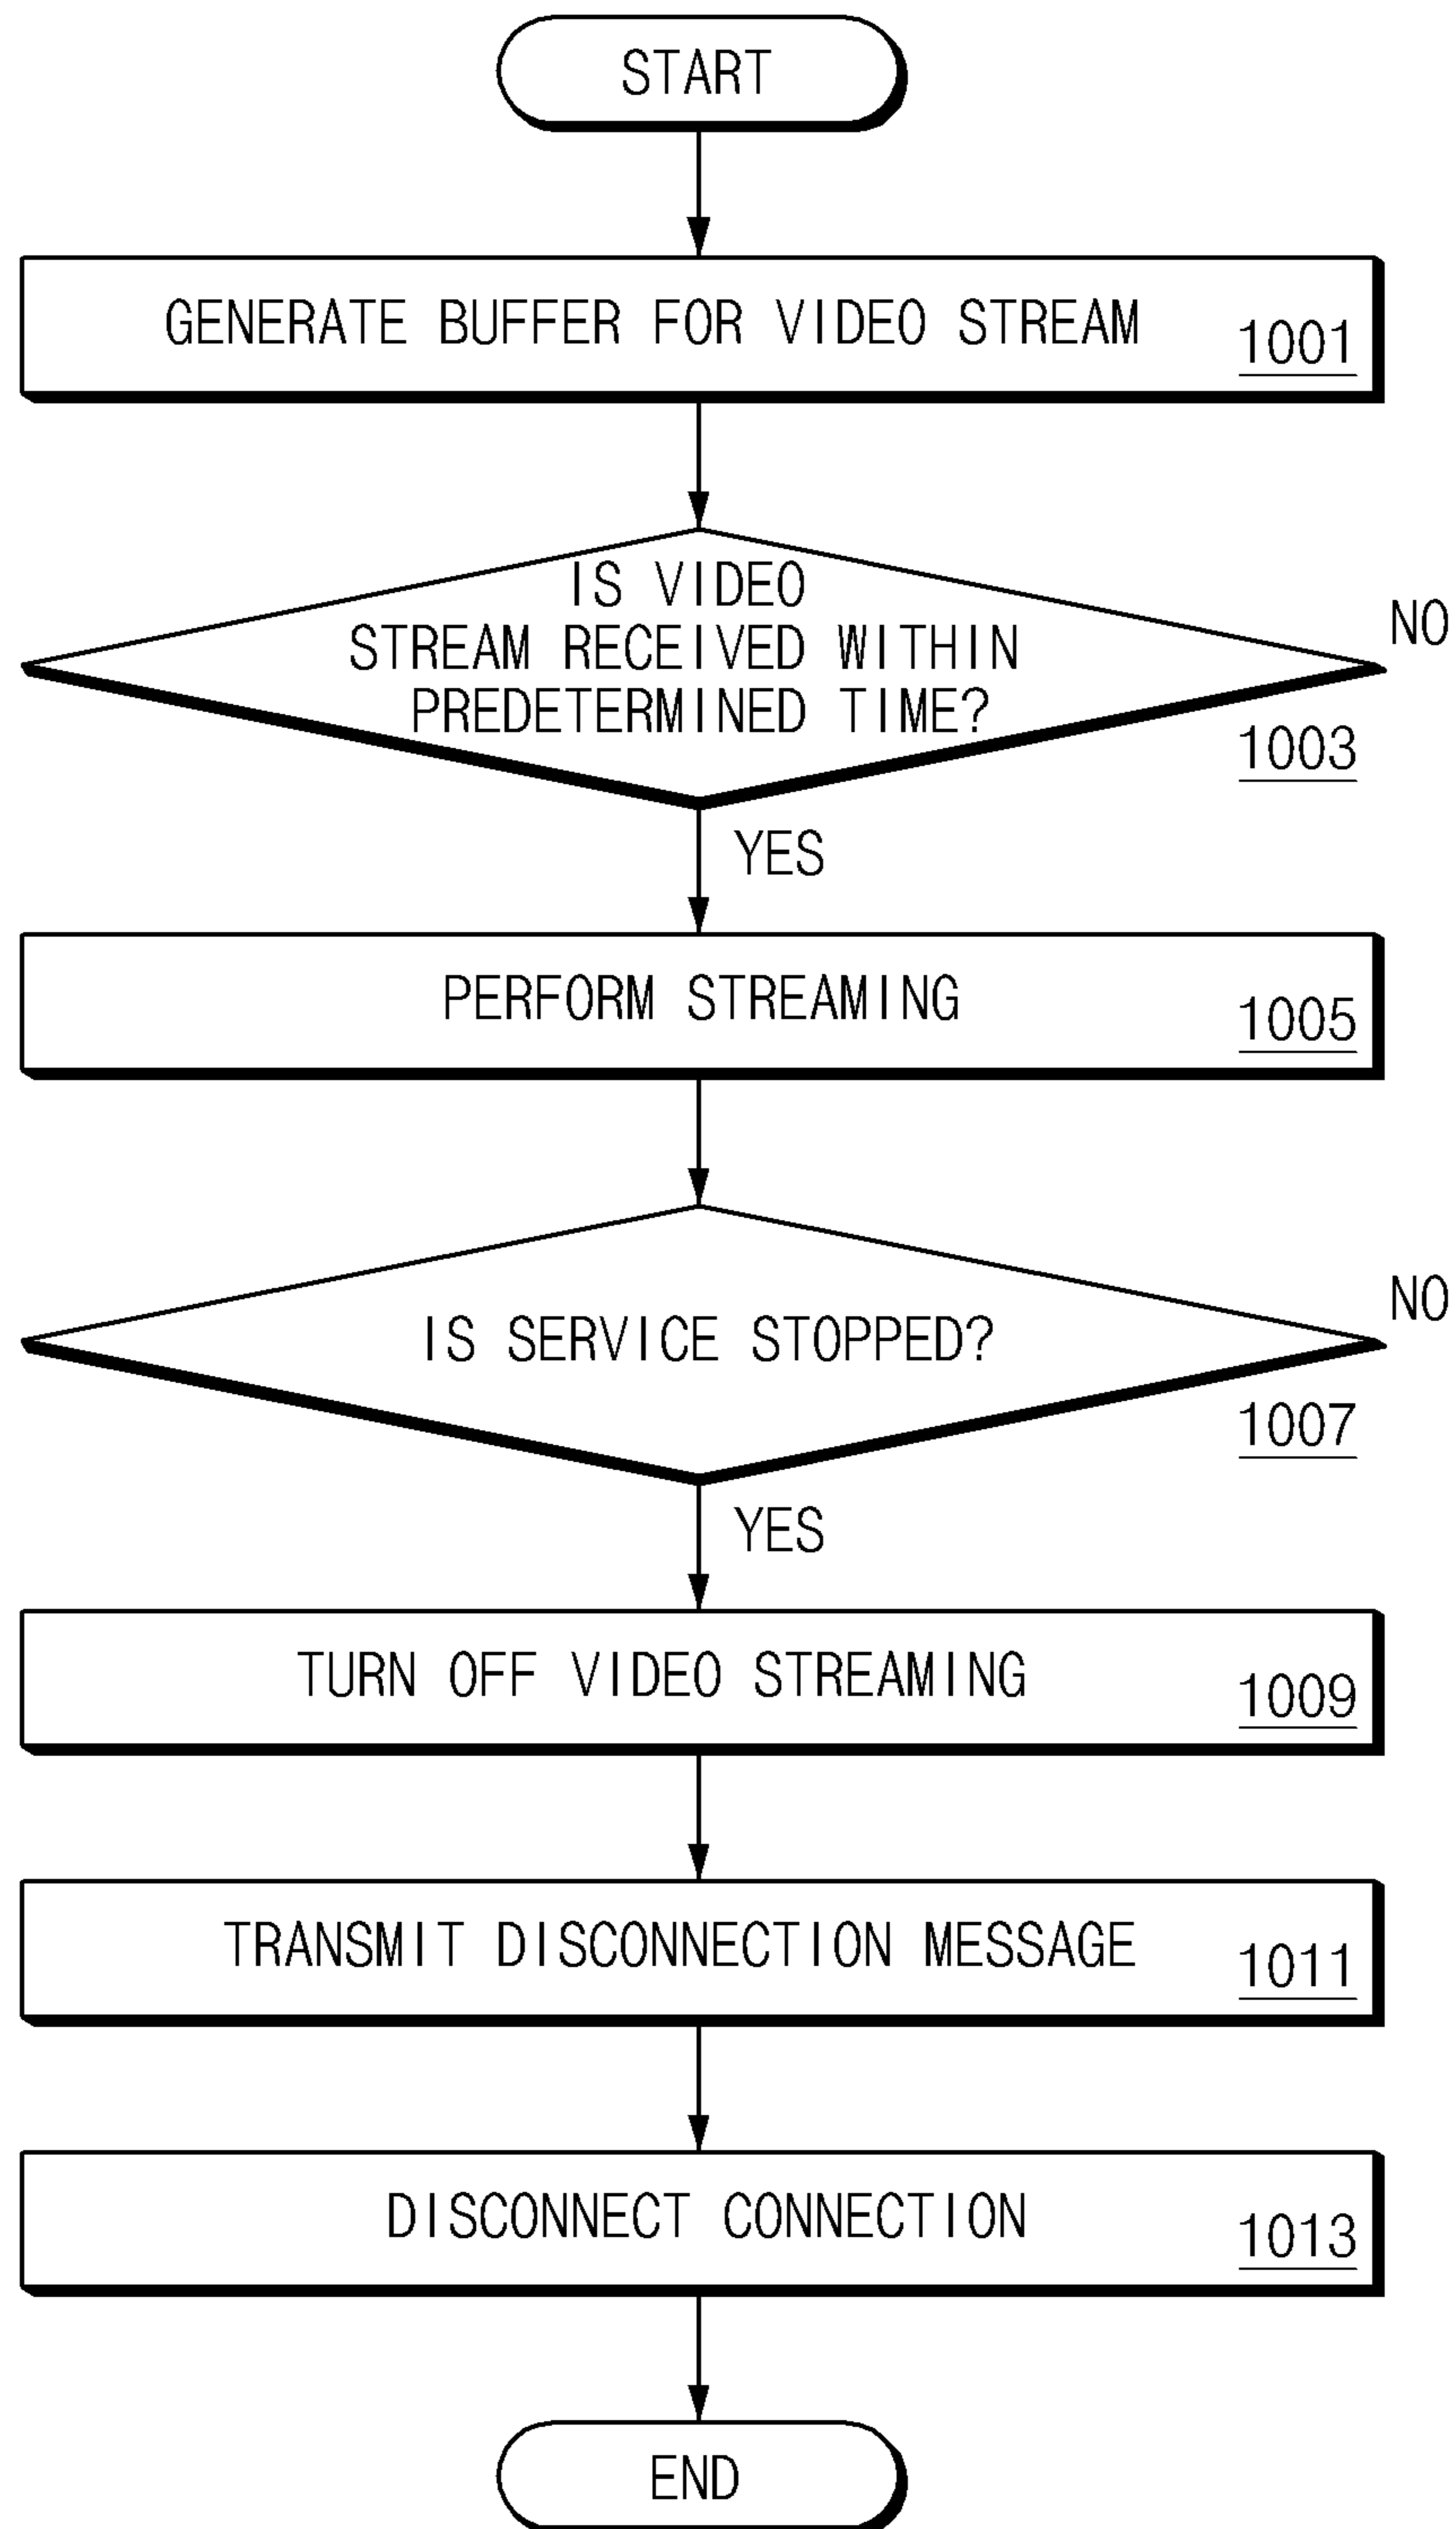 START
GENERATE BUFFER FOR VIDEO STREAM
1001
IS VIDEO
STREAM RECEIVED WITHIN
PREDETERMINED TIME?
NO
1003
YES
PERFORM STREAMING
1005
IS SERVICE STOPPED?
NO
1007
YES
TURN OFF VIDEO STREAMING
1009
TRANSMIT DISCONNECTION MESSAGE
1011
DISCONNECT CONNECTION
1013
END